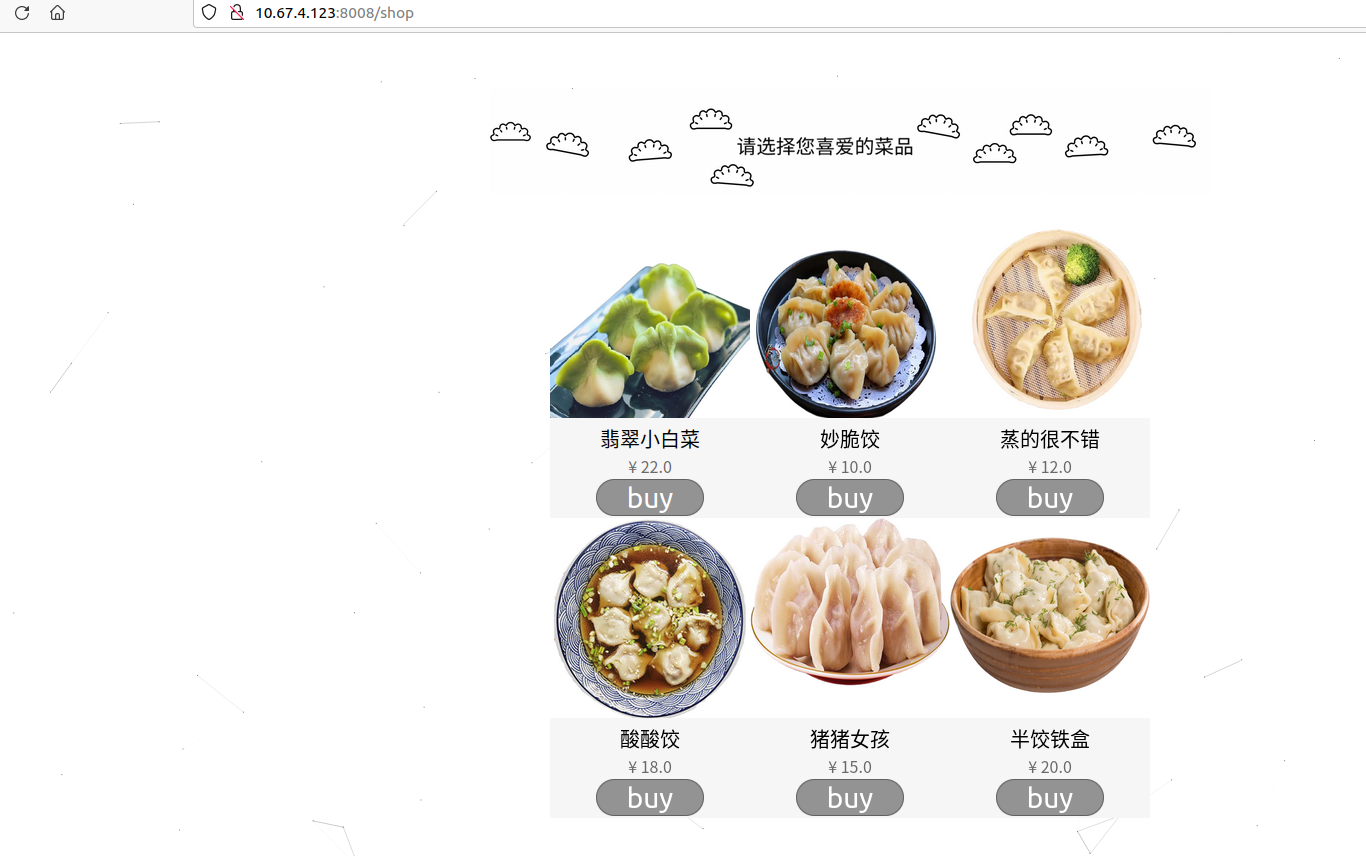 10.67.4.123:8008/shop
请选择您喜爱的菜品
翡翠小白菜
¥ 22.0
buy
妙脆饺
¥ 10.0
buy
蒸的很不错
¥ 12.0
buy
酸酸饺
¥ 18.0
buy
猪猪女孩
¥ 15.0
buy
半饺铁盒
¥ 20.0
buy